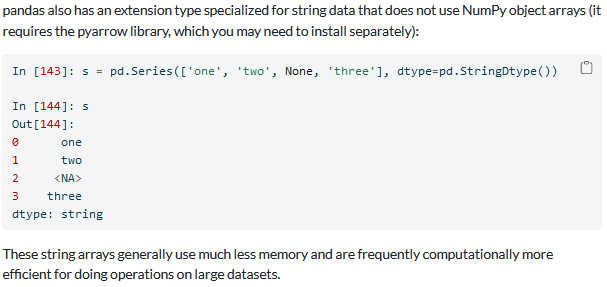 pandas also has an extension type specialized for string data that does not use NumPy object arrays (it
requires the pyarrow library, which you may need to install separately):
In [143]: s = pd.Series(['one', 'two', None, 'three'], dtype=pd.StringDtype())
In [144]: s
Out[144]:
0 one
1 two
2 <NA>
3 three
dtype: string
These string arrays generally use much less memory and are frequently computationally more
efficient for doing operations on large datasets.